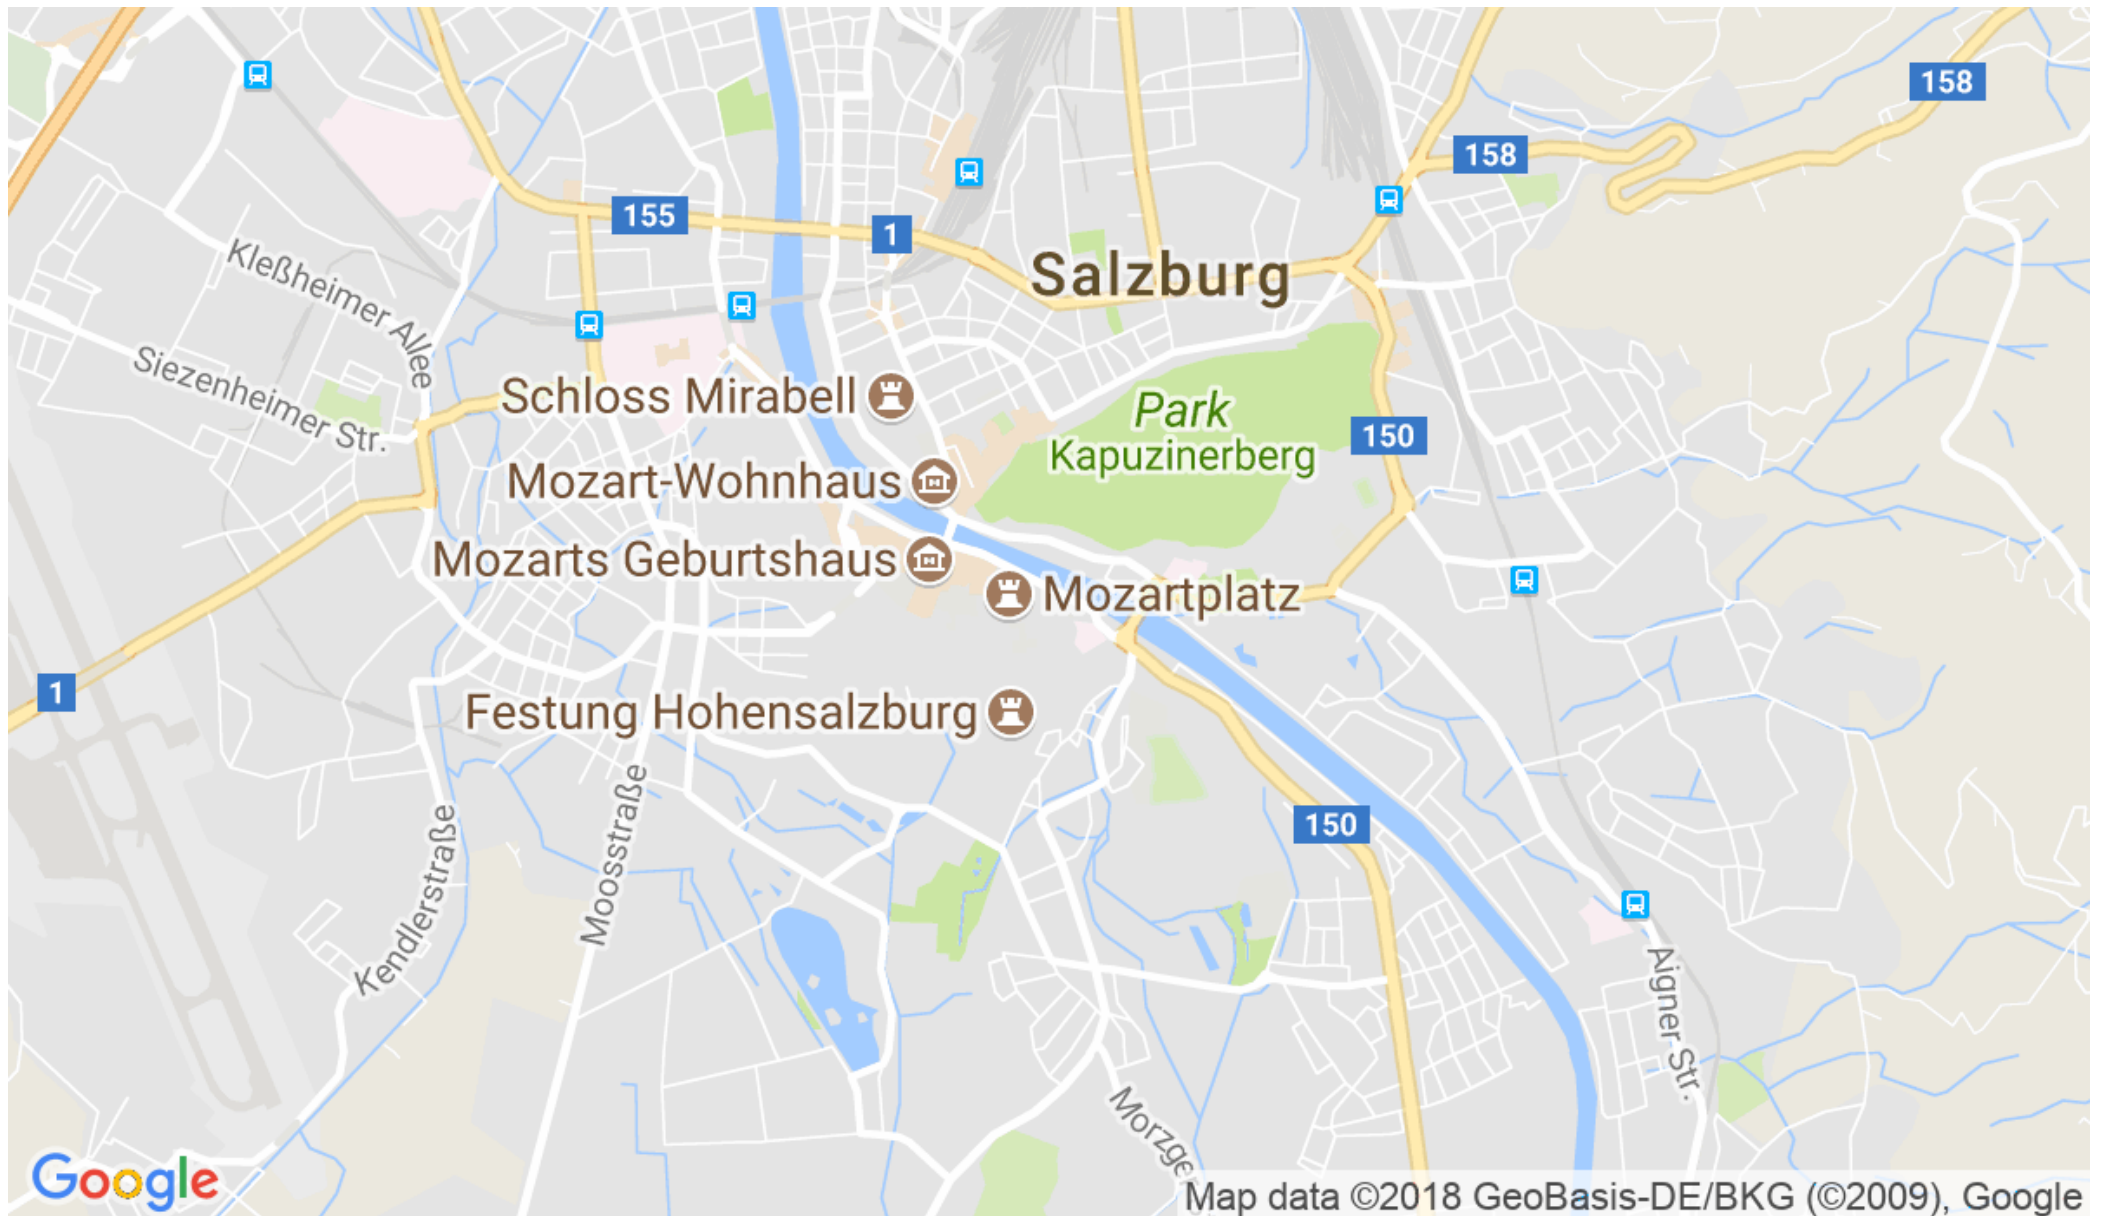 158
158
155
1
Salzburg
Kleßheimer Allee
Siezenheimer Str.
Schloss Mirabell
Park
Kapuzinerberg
150
Mozart-Wohnhaus
Mozarts Geburtshaus
Mozartplatz
1
Festung Hohensalzburg
Moosstraße
Kendlerstraße
150
Aigner Str.
Morzger
Google
Map data ©2018 GeoBasis-DE/BKG (©2009), Google